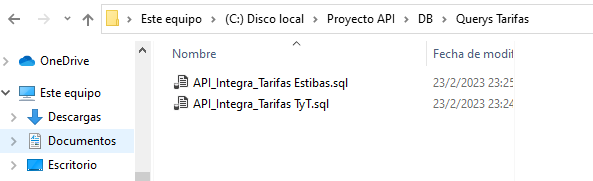 Este equipo > (C:) Disco local > Proyecto API > DB > Querys Tarifas
Nombre Fecha de modif
OneDrive
API_Integra_Tarifas Estibas.sql 23/2/2023 23:25
Este equipo
API_Integra_Tarifas TyT.sql 23/2/2023 23:24
Descargas
Documentos
Escritorio